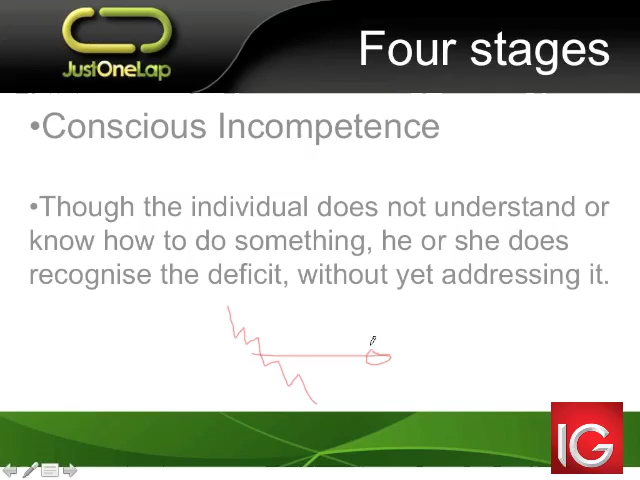 JustOneLap
Four stages
•Conscious Incompetence
•Though the individual does not understand or
know how to do something, he or she does
recognise the deficit, without yet addressing it.
IG